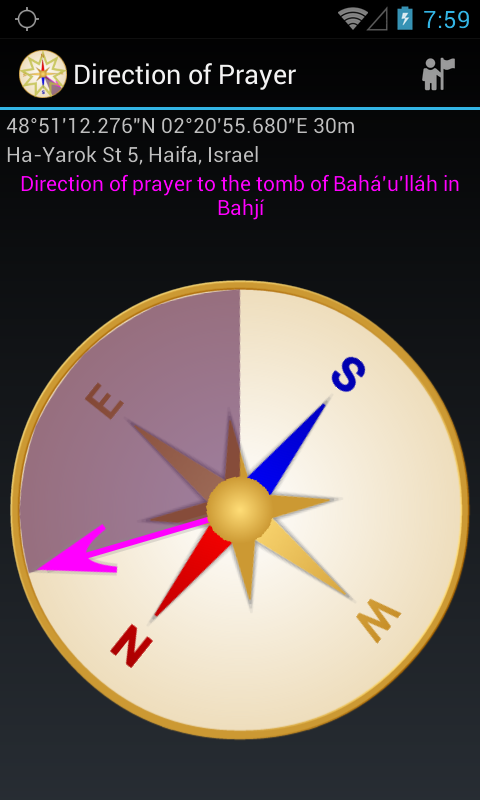 7:59
Direction of Prayer
48°51'12.276"N 02°20'55.680"E 30m
Ha-Yarok St 5, Haifa, Israel
Direction of prayer to the tomb of Bahá'u'lláh in
Bahjí
E
S
N
W